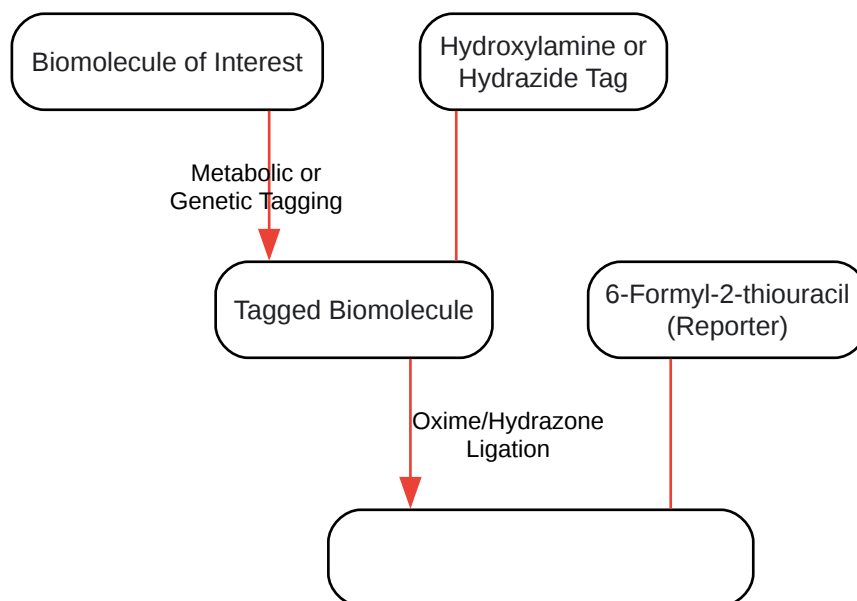 Biomolecule of Interest
Hydroxylamine or
Hydrazide Tag
Metabolic or
Genetic Tagging
Tagged Biomolecule
6-Formyl-2-thiouracil
(Reporter)
Oxime/Hydrazone
Ligation